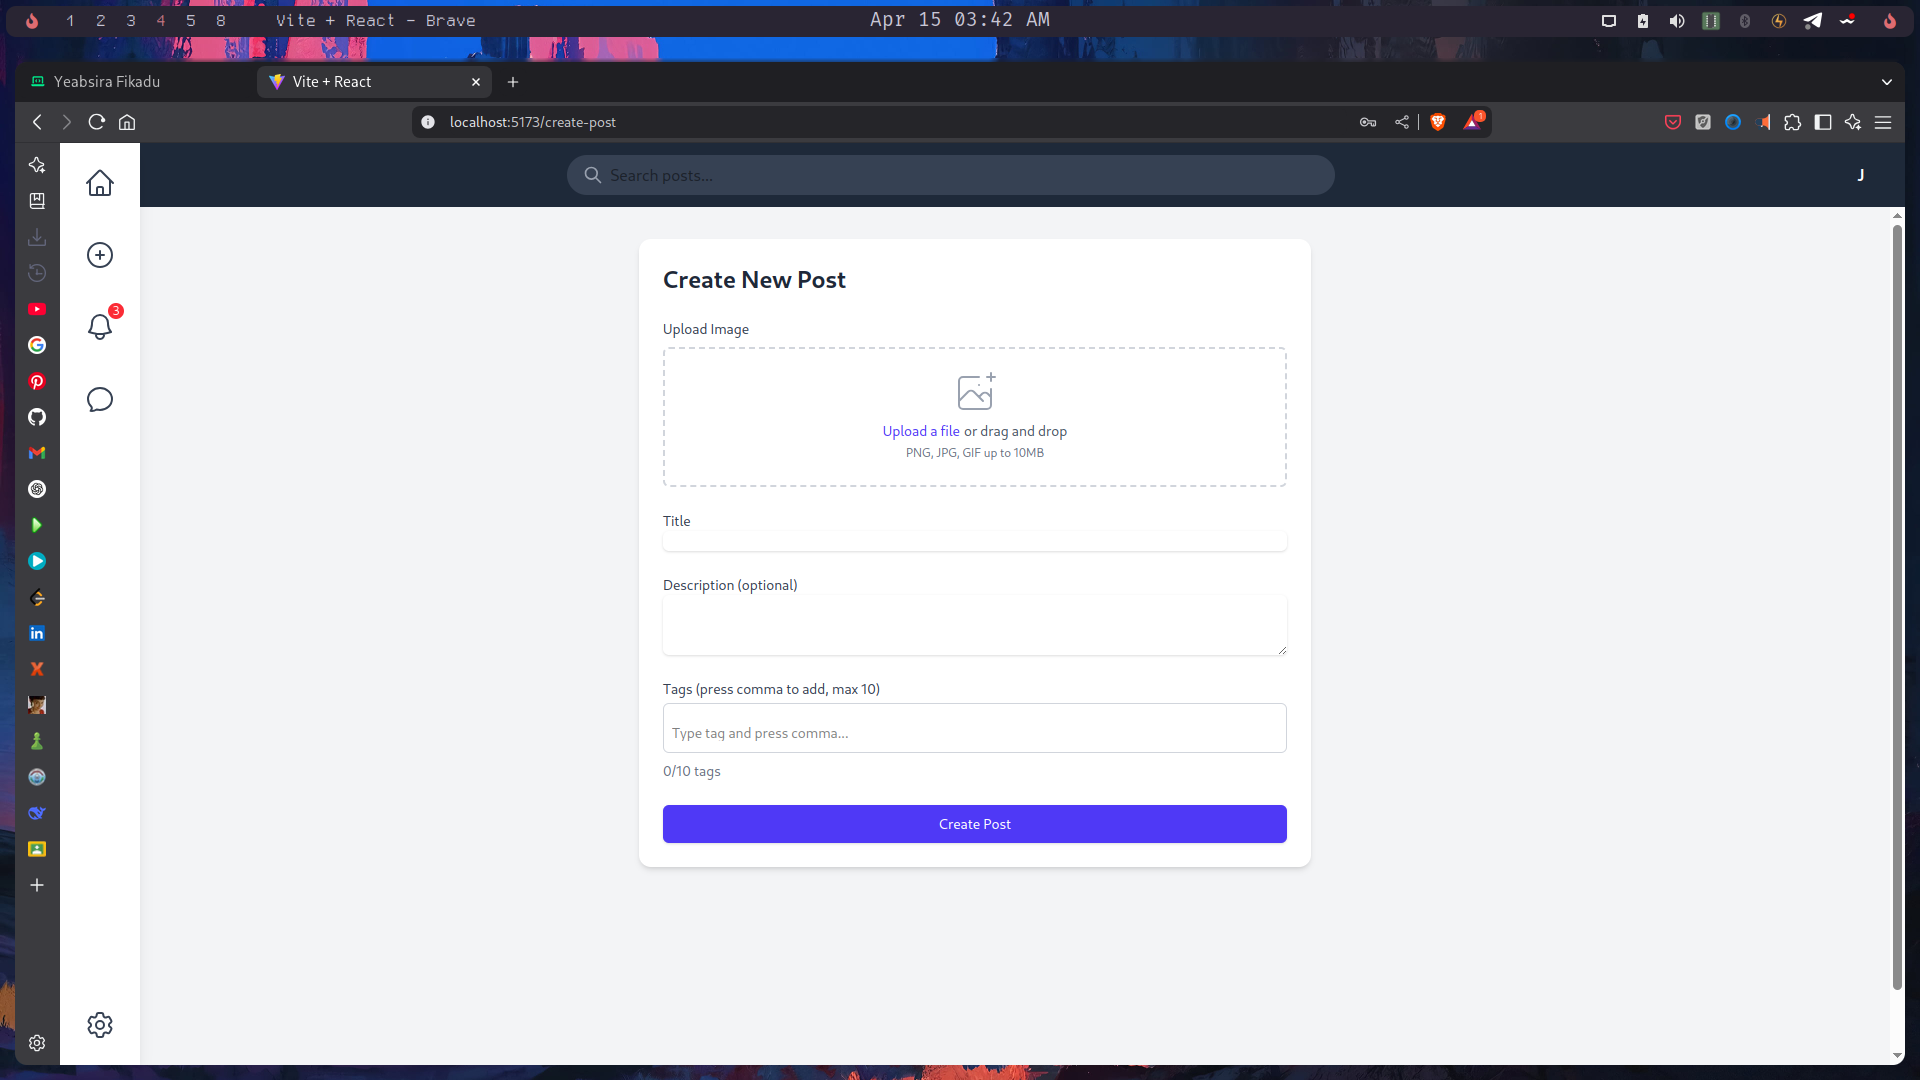 1 2 3 4 5 8 Vite + React - Brave Apr 15 03:42 AM
Yeabsira Fikadu Vite + React
localhost:5173/create-post 1
Search posts... J
3
Create New Post
Upload Image
Upload a file or drag and drop
PNG, JPG, GIF up to 10MB
Title
Description (optional)
Tags (press comma to add, max 10)
Type tag and press comma...
0/10 tags
Create Post